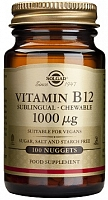 SOLGAR
VITAMIN B12
SUBLINGUAL • CHEWABLE
1000 µg
SUITABLE FOR VEGANS
SUGAR, SALT AND STARCH FREE
100 NUGGETS
FOOD SUPPLEMENT